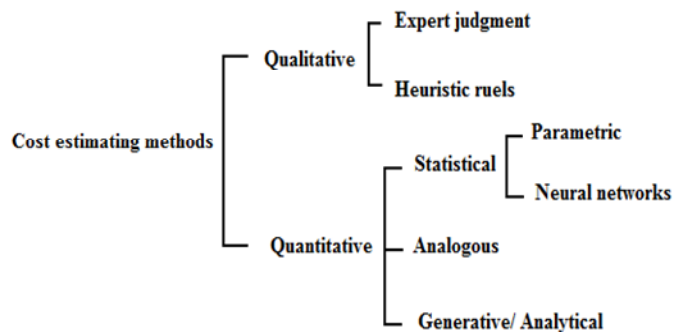 Expert judgment
Qualitative
Heuristic ruels
Parametric
Cost estimating methods
Statistical
Neural networks
Quantitative
Analogous
Generative/ Analytical